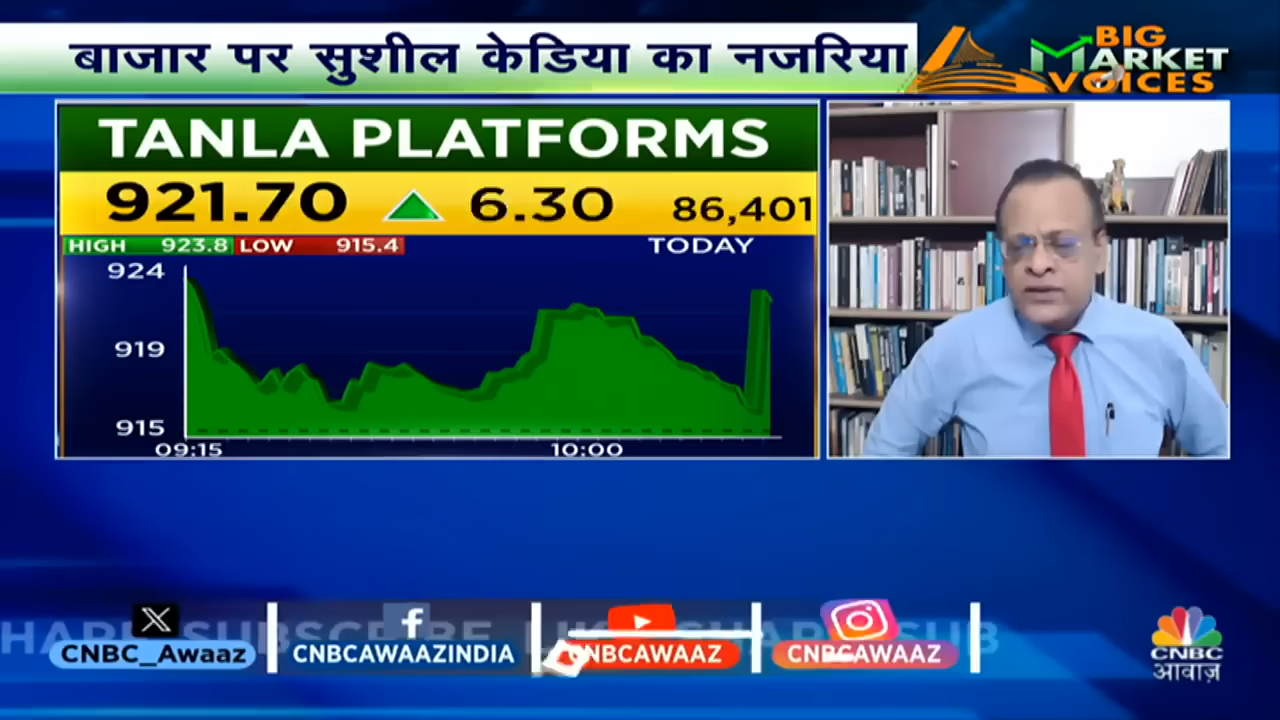 बाजार पर सुशील केडिया का नजरिया
BIG
MARKET
VOICES
TANLA PLATFORMS
921.70 6.30 86,401
HIGH 923.8 LOW 915.4 TODAY
924
919
915
09:15 10:00
CNBC_Awaaz
CNBCAWAAZINDIA
CNBCAWAAZ
CNBCAWAAZ
CNBC
आवाज़